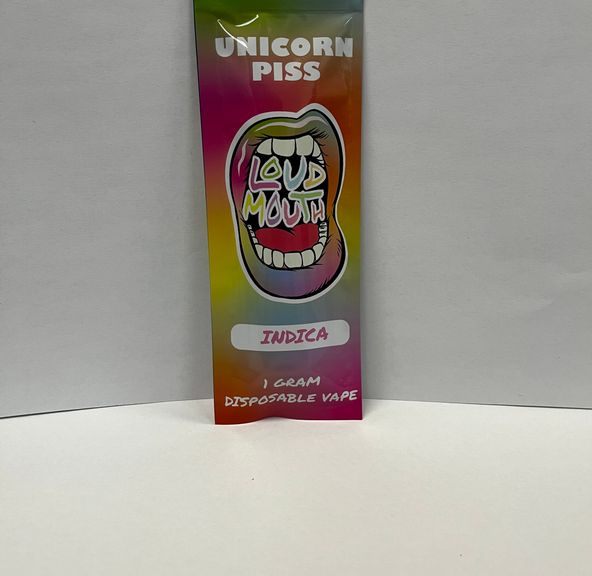 UNICORN
PISS
LOUD
MOUTH
INDICA
1 GRAM
DISPOSABLE VAPE